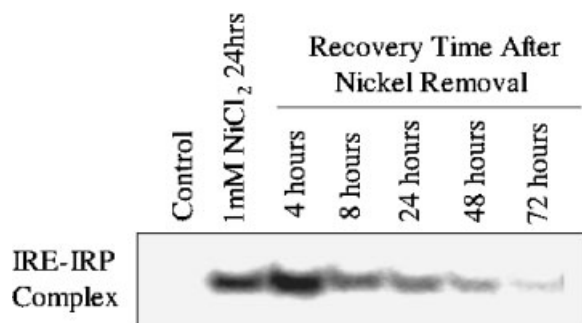 Recovery Time After
Nickel Removal
Control
1mM NiCl2 24hrs
4 hours
8 hours
24 hours
48 hours
72 hours
IRE-IRP
Complex